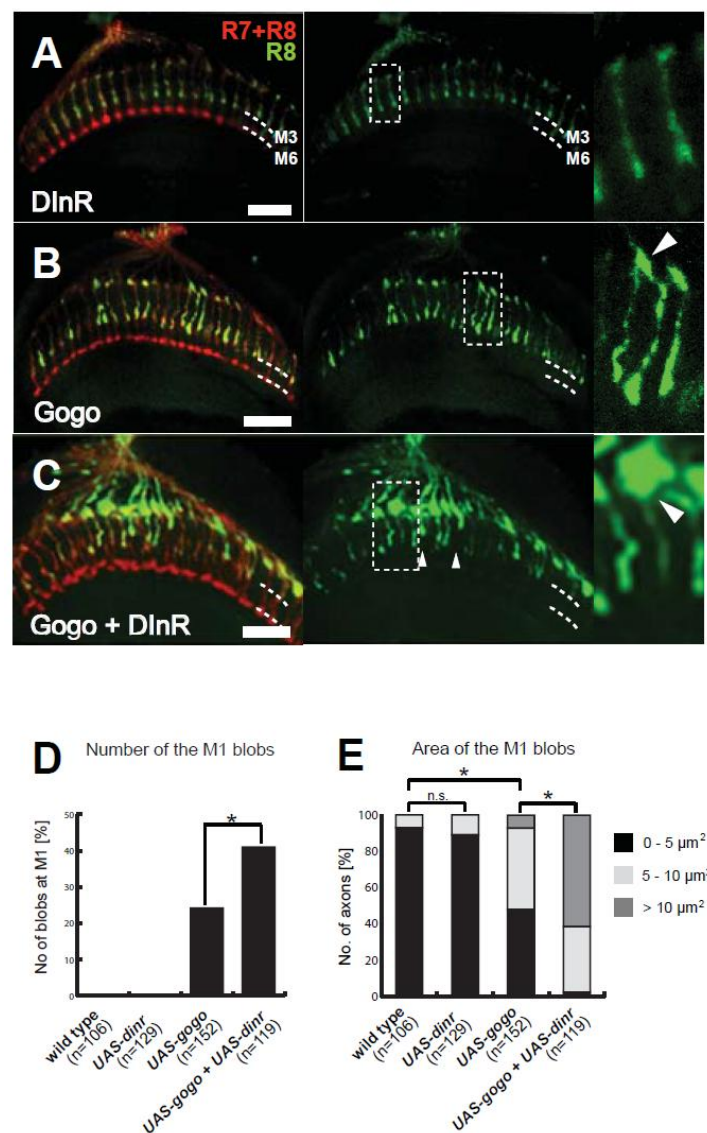 A
R7+R8
R8
M3
M6
M3
M6
DInR
B
Gogo
C
Gogo + DInR
D Number of the M1 blobs
No of blobs at M1 [%]
50
40
30
20
10
0
*
wild type
(n=106)
UAS-dinr
(n=129)
UAS-gogo
(n=152)
UAS-gogo + UAS-dinr
(n=119)
E Area of the M1 blobs
No. of axons [%]
100
80
60
40
20
0
*
n.s.
*
0 - 5 µm²
5 - 10 µm²
> 10 µm²
wild type
(n=106)
UAS-dinr
(n=129)
UAS-gogo
(n=152)
UAS-gogo + UAS-dinr
(n=119)